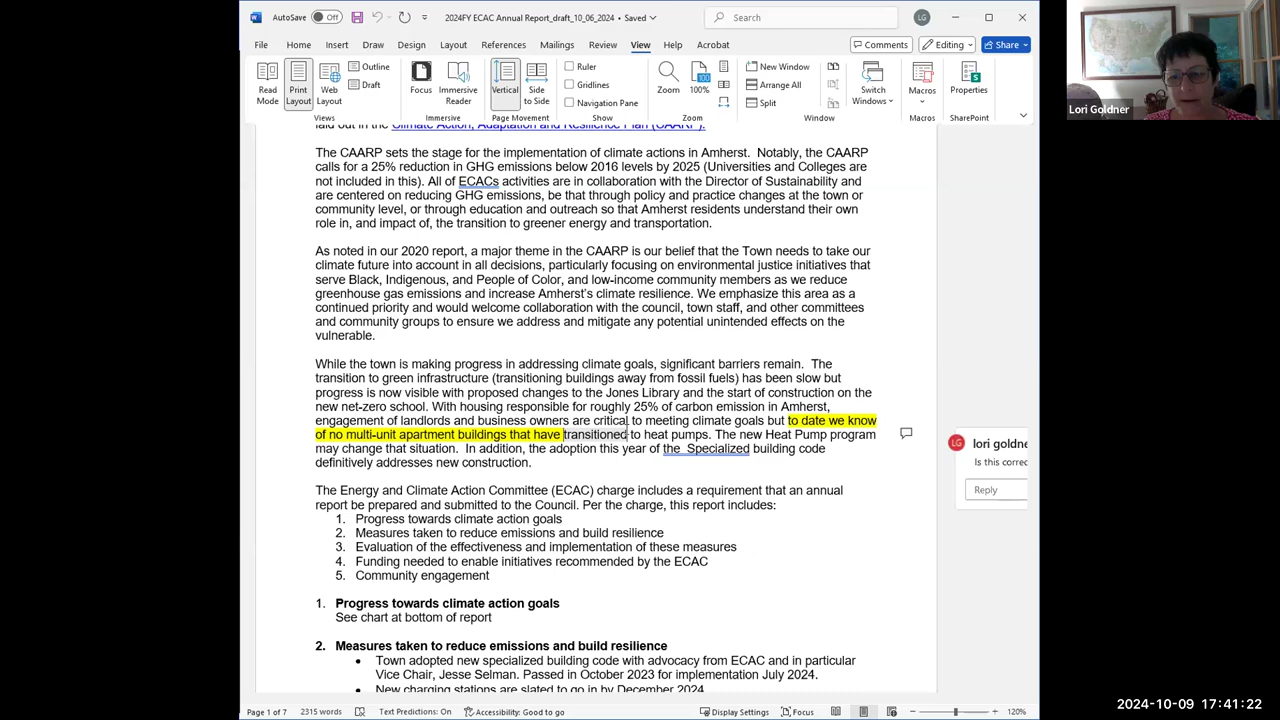 AutoSave Off 2024FY ECAC Annual Report_draft_10_06_2024 • Saved Search LG
File Home Insert Draw Design Layout References Mailings Review View Help Acrobat Comments Editing Share
Read Mode Print Layout Web Layout Outline Draft Focus Immersive Reader Vertical Side to Side Ruler Gridlines Navigation Pane Zoom 100% New Window Arrange All Split Switch Windows Macros Properties
Views Immersive Page Movement Show Zoom Window Macros SharePoint
Lori Goldner
laid out in the Climate Action, Adaptation and Resilience Plan (CAARP).
The CAARP sets the stage for the implementation of climate actions in Amherst. Notably, the CAARP
calls for a 25% reduction in GHG emissions below 2016 levels by 2025 (Universities and Colleges are
not included in this). All of ECACs activities are in collaboration with the Director of Sustainability and
are centered on reducing GHG emissions, be that through policy and practice changes at the town or
community level, or through education and outreach so that Amherst residents understand their own
role in, and impact of, the transition to greener energy and transportation.
As noted in our 2020 report, a major theme in the CAARP is our belief that the Town needs to take our
climate future into account in all decisions, particularly focusing on environmental justice initiatives that
serve Black, Indigenous, and People of Color, and low-income community members as we reduce
greenhouse gas emissions and increase Amherst's climate resilience. We emphasize this area as a
continued priority and would welcome collaboration with the council, town staff, and other committees
and community groups to ensure we address and mitigate any potential unintended effects on the
vulnerable.
While the town is making progress in addressing climate goals, significant barriers remain. The
transition to green infrastructure (transitioning buildings away from fossil fuels) has been slow but
progress is now visible with proposed changes to the Jones Library and the start of construction on the
new net-zero school. With housing responsible for roughly 25% of carbon emission in Amherst,
engagement of landlords and business owners are critical to meeting climate goals but to date we know
of no multi-unit apartment buildings that have transitioned to heat pumps. The new Heat Pump program
may change that situation. In addition, the adoption this year of the Specialized building code
definitively addresses new construction.
LG lori goldne
Is this correc
Reply
The Energy and Climate Action Committee (ECAC) charge includes a requirement that an annual
report be prepared and submitted to the Council. Per the charge, this report includes:
1. Progress towards climate action goals
2. Measures taken to reduce emissions and build resilience
3. Evaluation of the effectiveness and implementation of these measures
4. Funding needed to enable initiatives recommended by the ECAC
5. Community engagement
1. Progress towards climate action goals
See chart at bottom of report
2. Measures taken to reduce emissions and build resilience
• Town adopted new specialized building code with advocacy from ECAC and in particular
Vice Chair, Jesse Selman. Passed in October 2023 for implementation July 2024.
• New charging stations are slated to go in by December 2024
Page 1 of 7 2315 words Text Predictions: On Accessibility: Good to go Display Settings Focus 120%
2024-10-09 17:41:22